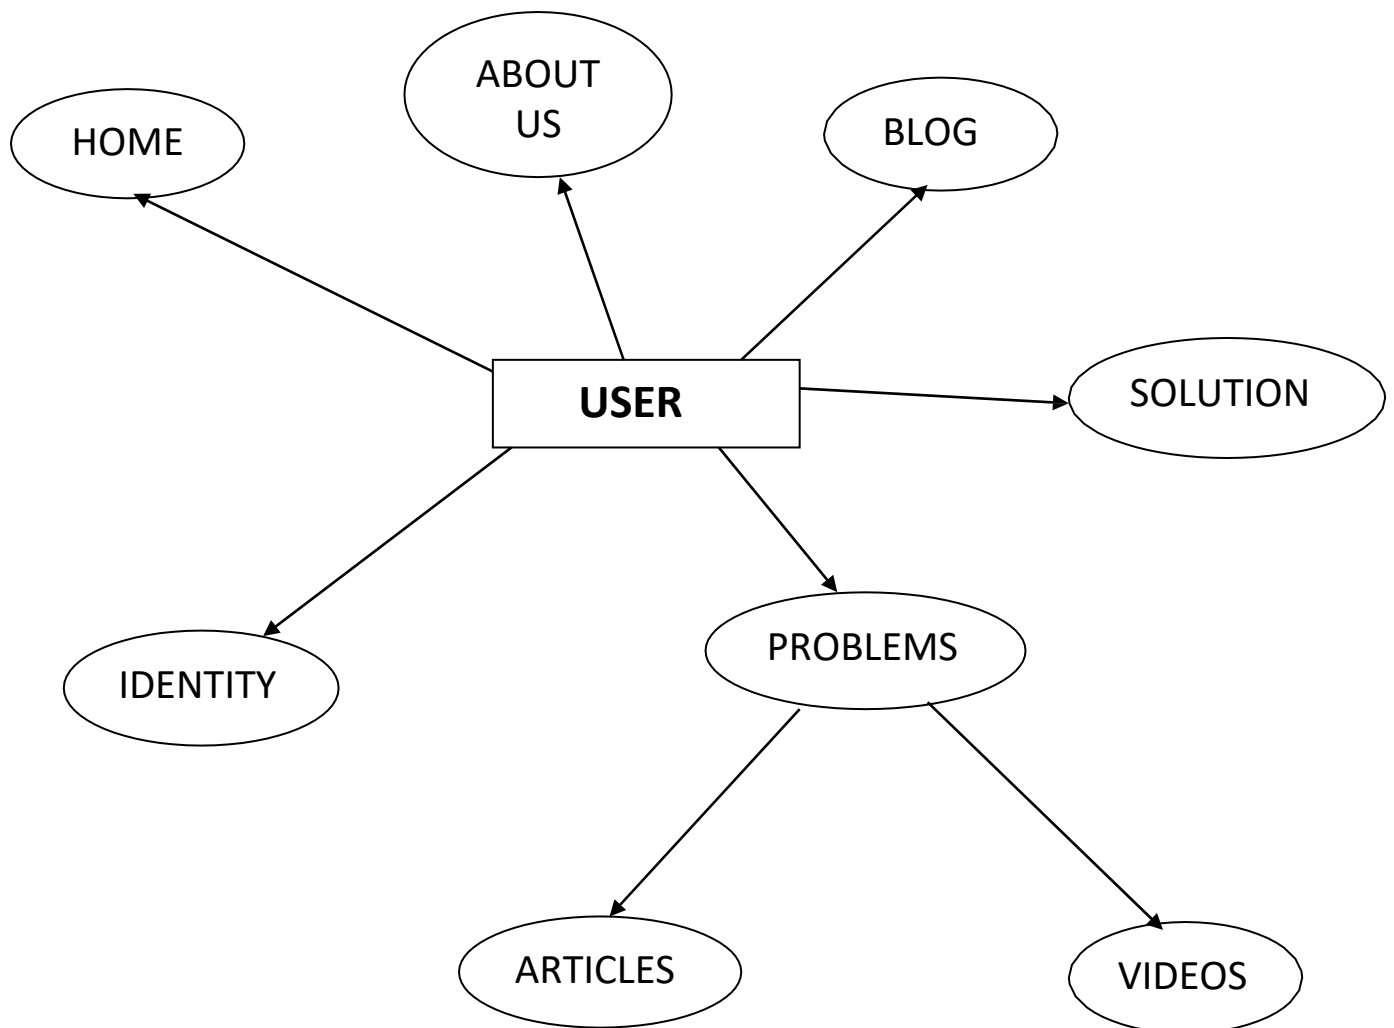 ABOUT
US
HOME
BLOG
USER
SOLUTION
IDENTITY
PROBLEMS
ARTICLES
VIDEOS